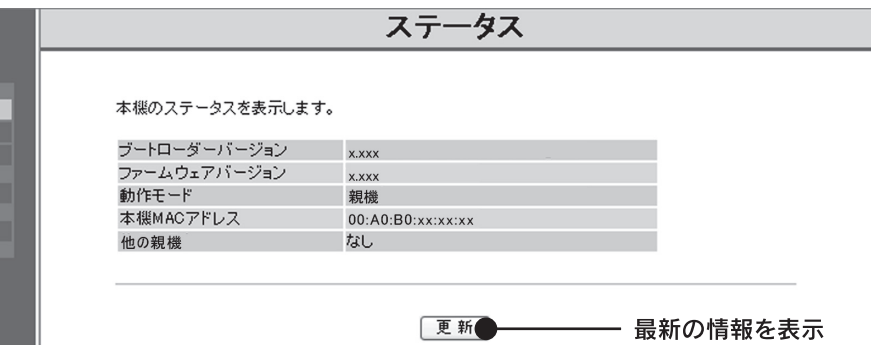 ステータス
本機のステータスを表示します。
ブートローダーバージョン x.xxx
ファームウェアバージョン x.xxx
動作モード 親機
本機MACアドレス 00:A0:B0:xx:xx:xx
他の親機 なし
更新 最新の情報を表示